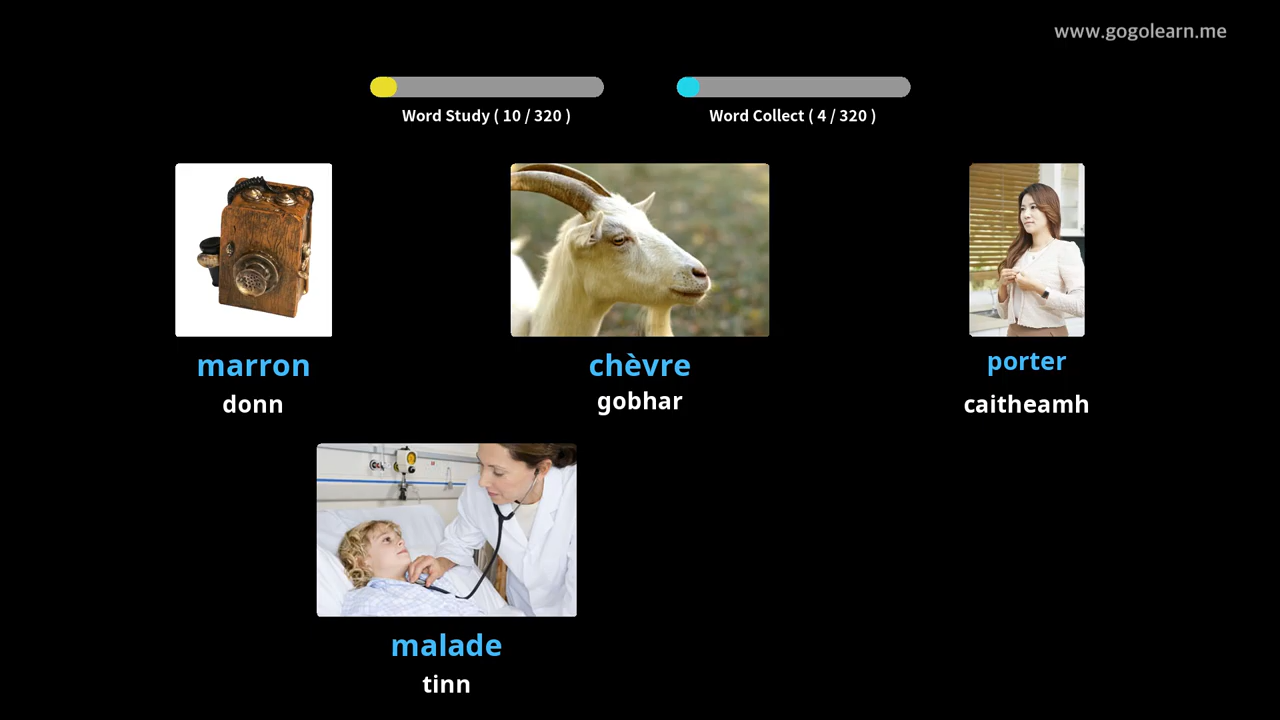 www.gogolearn.me
Word Study ( 10 / 320 )
Word Collect ( 4 / 320 )
marron
donn
chèvre
gobhar
porter
caitheamh
malade
tinn